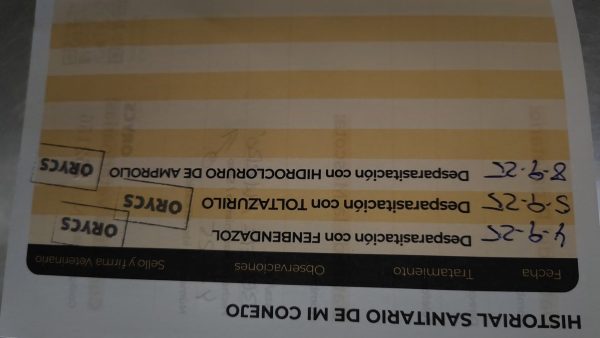 HISTORIAL SANITARIO DE MI CONEJO
Fecha Tratamiento Observaciones Sello y firma Veterinario
4-9-25 Desparasitación con FENBENDAZOL ORYCS
5-9-25 Desparasitación con TOLTAZURILO ORYCS
8-9-25 Desparasitación con HIDROCLORURO DE AMPROLIO ORYCS